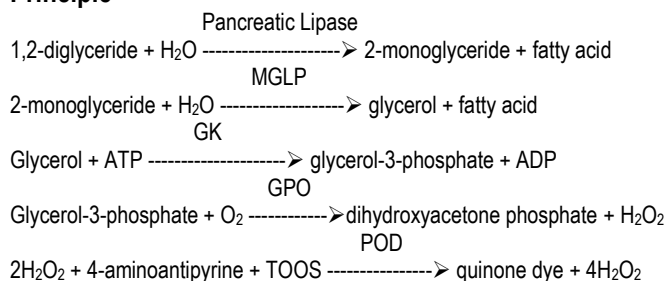 Pancreatic Lipase
1,2-diglyceride + H₂O ---------------------➢ 2-monoglyceride + fatty acid
MGLP
2-monoglyceride + H₂O -------------------➢ glycerol + fatty acid
GK
Glycerol + ATP ---------------------➢ glycerol-3-phosphate + ADP
GPO
Glycerol-3-phosphate + O₂ ------------➢dihydroxyacetone phosphate + H₂O₂
POD
2H₂O₂ + 4-aminoantipyrine + TOOS ----------------➢ quinone dye + 4H₂O₂